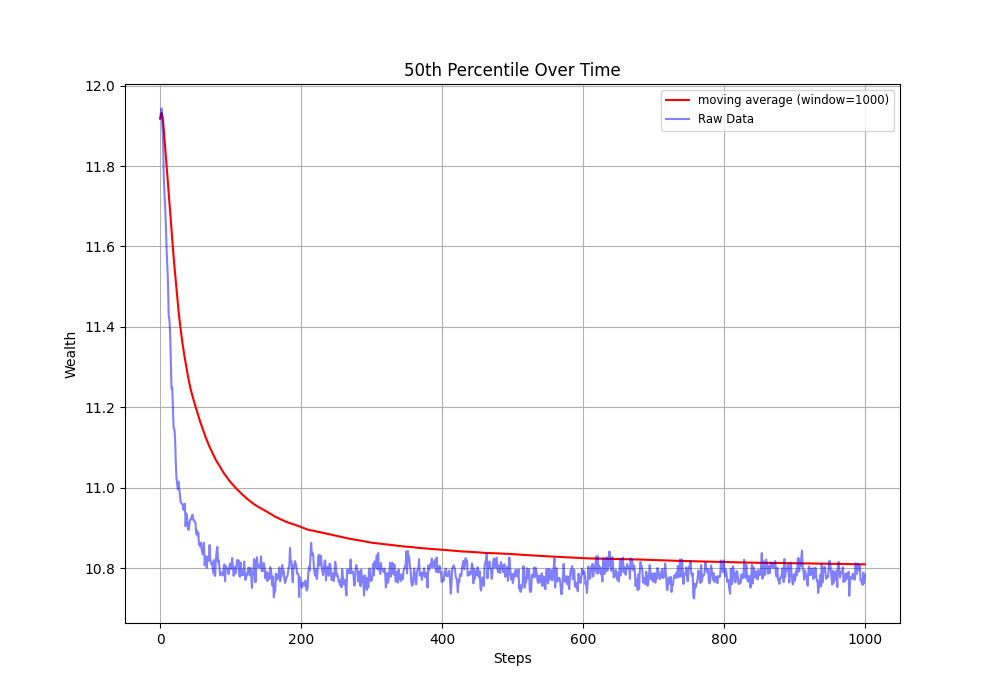 50th Percentile Over Time
moving average (window=1000)
Raw Data
12.0
11.8
11.6
11.4
11.2
11.0
10.8
Wealth
0 200 400 600 800 1000
Steps